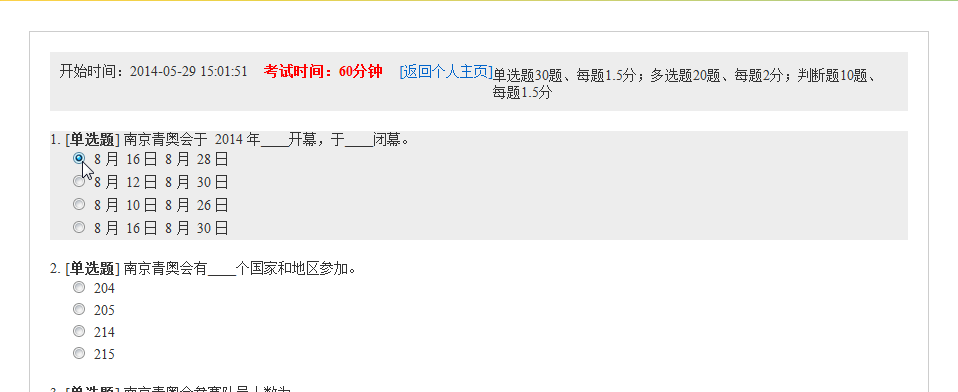 开始时间：2014-05-29 15:01:51 考试时间：60分钟 [返回个人主页]单选题30题、每题1.5分；多选题20题、每题2分；判断题10题、
每题1.5分
1. [单选题] 南京青奥会于 2014 年____开幕，于____闭幕。
8 月 16 日 8 月 28 日
8 月 12 日 8 月 30 日
8 月 10 日 8 月 26 日
8 月 16 日 8 月 30 日
2. [单选题] 南京青奥会有____个国家和地区参加。
204
205
214
215